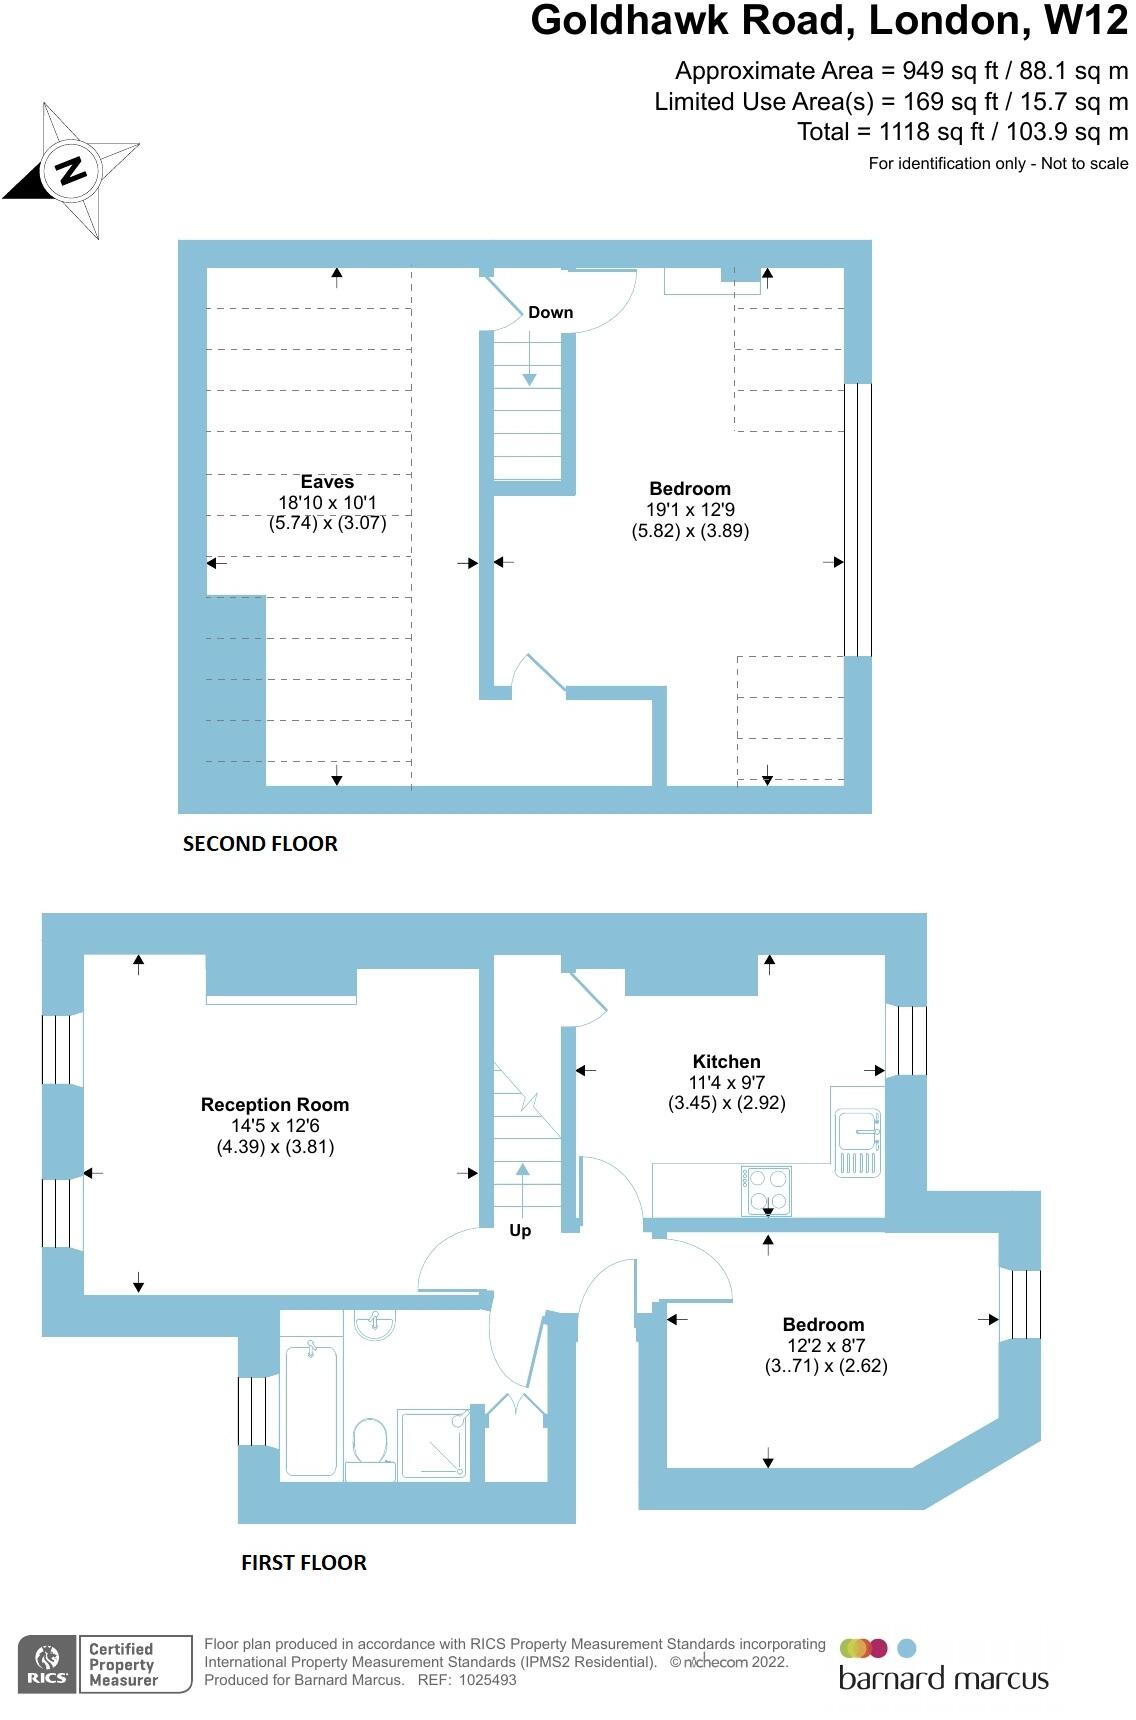 Goldhawk Road, London, W12
Approximate Area = 949 sq ft / 88.1 sq m
Limited Use Area(s) = 169 sq ft / 15.7 sq m
Total = 1118 sq ft / 103.9 sq m
For identification only - Not to scale
N
Down
Eaves
18'10 x 10'1
(5.74) x (3.07)
Bedroom
19'1 x 12'9
(5.82) x (3.89)
SECOND FLOOR
Kitchen
11'4 x 9'7
(3.45) x (2.92)
Reception Room
14'5 x 12'6
(4.39) x (3.81)
Up
Bedroom
12'2 x 8'7
(3..71) x (2.62)
FIRST FLOOR
RICS
Certified
Property
Measurer
Floor plan produced in accordance with RICS Property Measurement Standards incorporating
International Property Measurement Standards (IPMS2 Residential). © nichecom 2022.
Produced for Barnard Marcus. REF: 1025493
barnard marcus